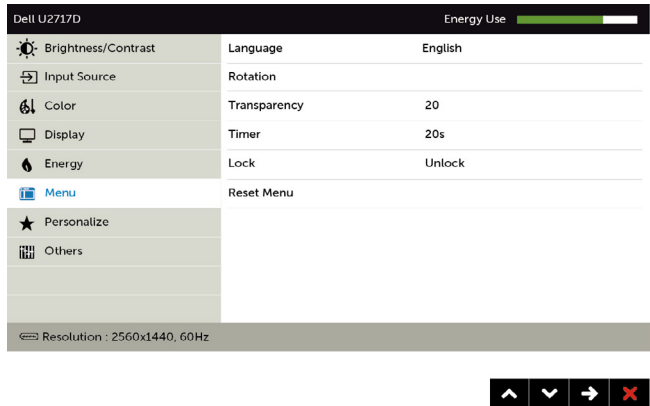 Dell U2717D Energy Use
Brightness/Contrast Language English
Input Source Rotation
Color Transparency 20
Display Timer 20s
Energy Lock Unlock
Menu Reset Menu
Personalize
Others
Resolution : 2560x1440, 60Hz